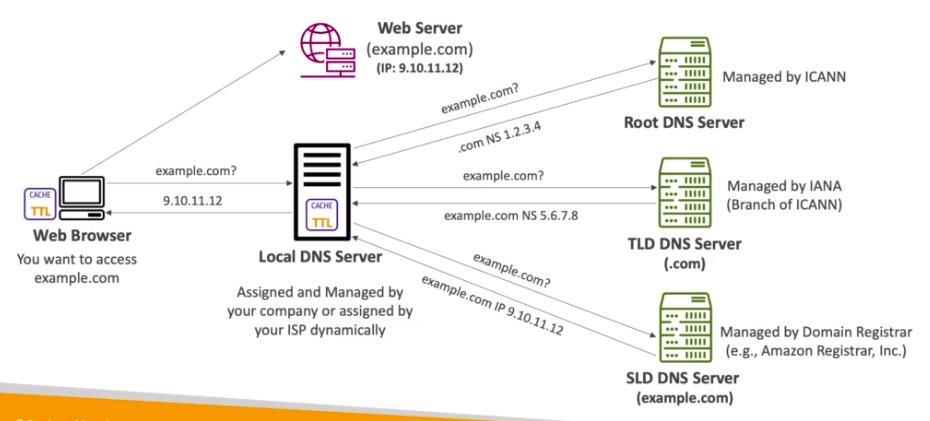 Web Server
(example.com)
(IP: 9.10.11.12)
example.com?
.com NS 1.2.3.4
Managed by ICANN
Root DNS Server
example.com?
9.10.11.12
CACHE
TTL
Web Browser
You want to access
example.com
CACHE
TTL
Local DNS Server
Assigned and Managed by
your company or assigned by
your ISP dynamically
example.com?
example.com NS 5.6.7.8
Managed by IANA
(Branch of ICANN)
TLD DNS Server
(.com)
example.com?
example.com IP 9.10.11.12
Managed by Domain Registrar
(e.g., Amazon Registrar, Inc.)
SLD DNS Server
(example.com)